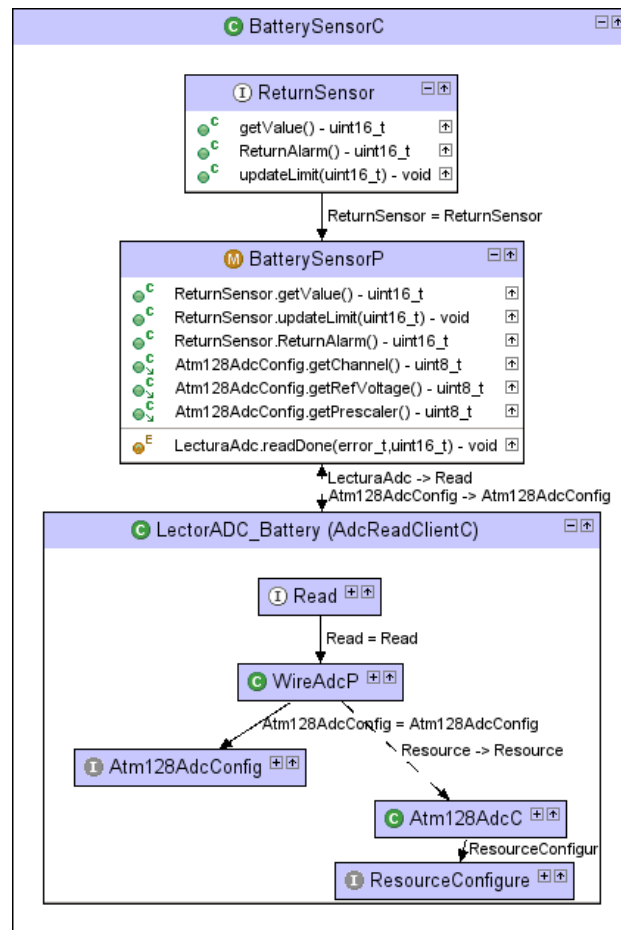 C BatterySensorC
I ReturnSensor
C getValue() - uint16_t
C ReturnAlarm() - uint16_t
C updateLimit(uint16_t) - void
ReturnSensor = ReturnSensor
M BatterySensorP
C ReturnSensor.getValue() - uint16_t
C ReturnSensor.updateLimit(uint16_t) - void
C ReturnSensor.ReturnAlarm() - uint16_t
C Atm128AdcConfig.getChannel() - uint8_t
C Atm128AdcConfig.getRefVoltage() - uint8_t
C Atm128AdcConfig.getPrescaler() - uint8_t
E LecturaAdc.readDone(error_t,uint16_t) - void
LecturaAdc -> Read
Atm128AdcConfig -> Atm128AdcConfig
C LectorADC_Battery (AdcReadClientC)
I Read
Read = Read
C WireAdcP
Atm128AdcConfig = Atm128AdcConfig
Resource -> Resource
I Atm128AdcConfig
C Atm128AdcC
ResourceConfigur
I ResourceConfigure